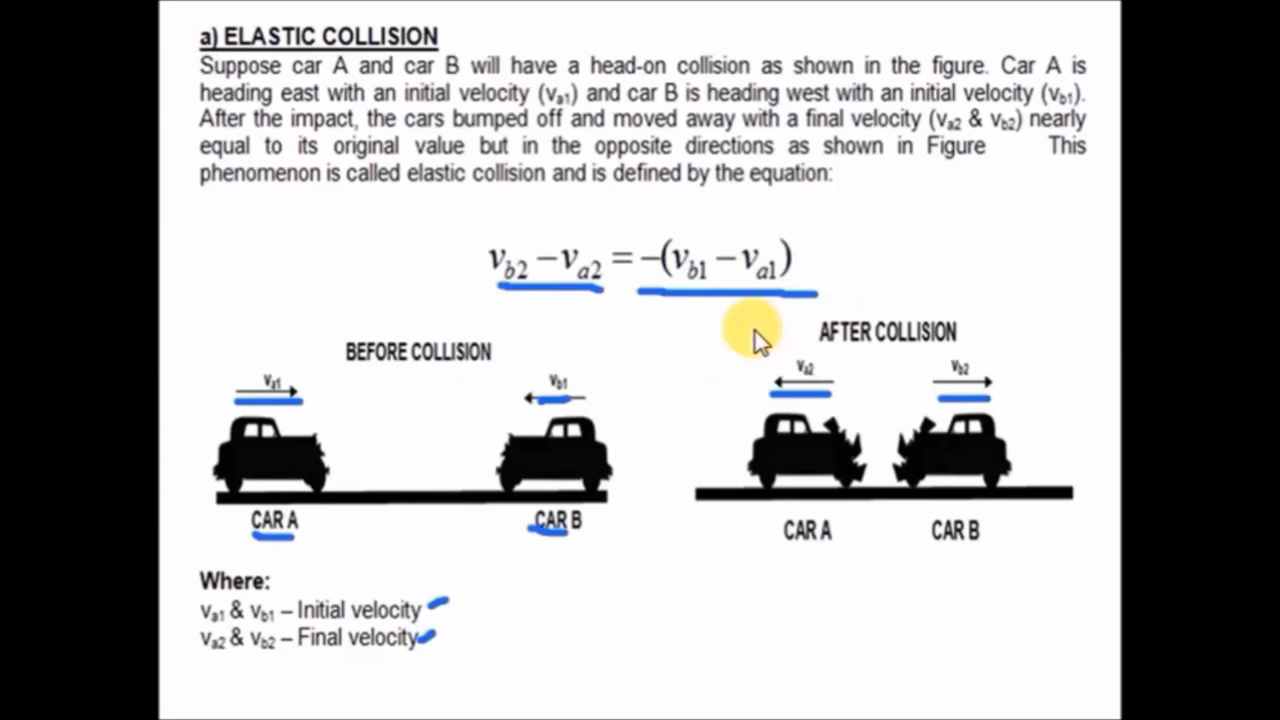 a) ELASTIC COLLISION
Suppose car A and car B will have a head-on collision as shown in the figure. Car A is
heading east with an initial velocity (va1) and car B is heading west with an initial velocity (vb1).
After the impact, the cars bumped off and moved away with a final velocity (va2 & vb2) nearly
equal to its original value but in the opposite directions as shown in Figure This
phenomenon is called elastic collision and is defined by the equation:
vb2 – va2 = –(vb1 – va1)
BEFORE COLLISION
AFTER COLLISION
va1
vb1
va2
vb2
CAR A
CAR B
CAR A
CAR B
Where:
va1 & vb1 – Initial velocity
va2 & vb2 – Final velocity